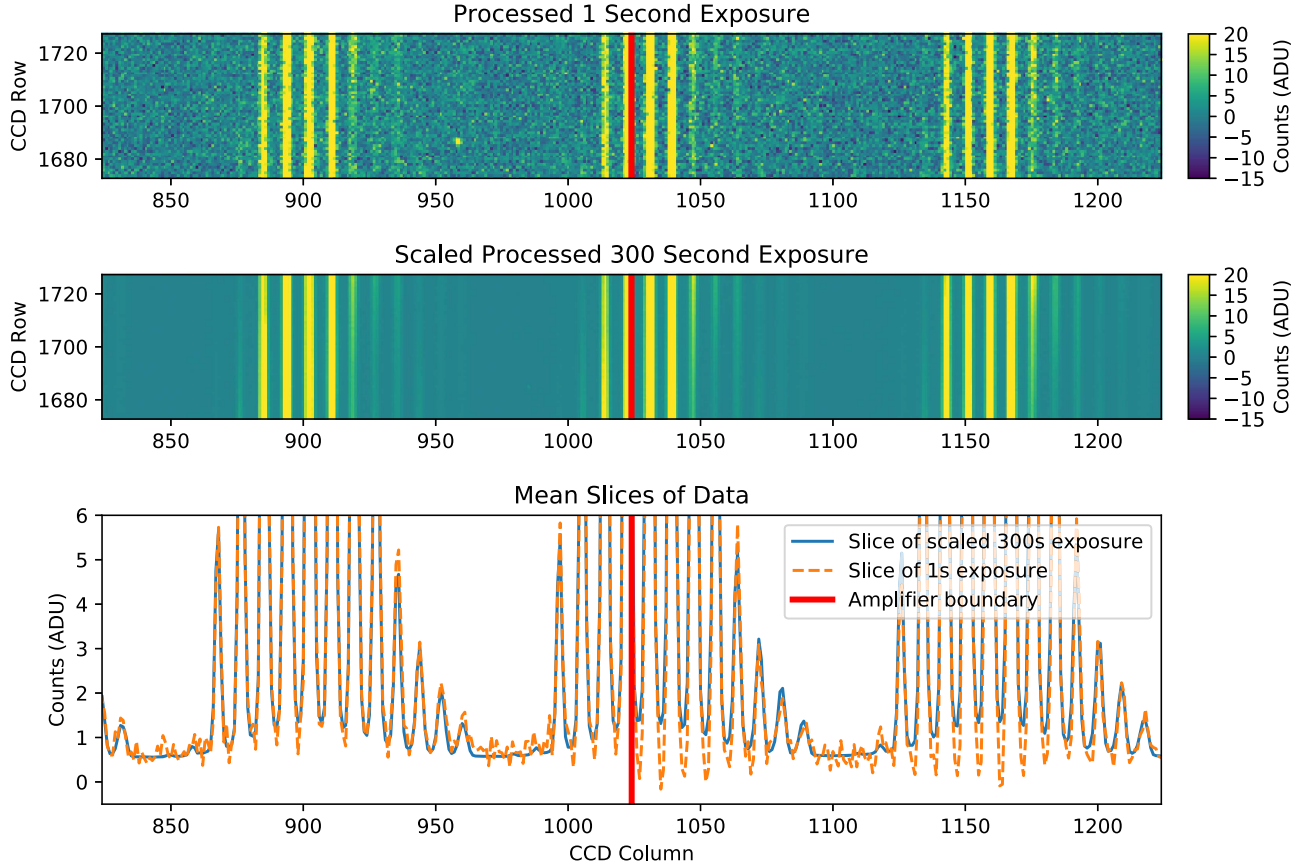 Processed 1 Second Exposure
CCD Row
1720
1700
1680
850 900 950 1000 1050 1100 1150 1200
20
15
10
5
0
−5
−10
−15
Counts (ADU)
Scaled Processed 300 Second Exposure
CCD Row
1720
1700
1680
850 900 950 1000 1050 1100 1150 1200
20
15
10
5
0
−5
−10
−15
Counts (ADU)
Mean Slices of Data
Counts (ADU)
6
5
4
3
2
1
0
Slice of scaled 300s exposure
Slice of 1s exposure
Amplifier boundary
850 900 950 1000 1050 1100 1150 1200
CCD Column